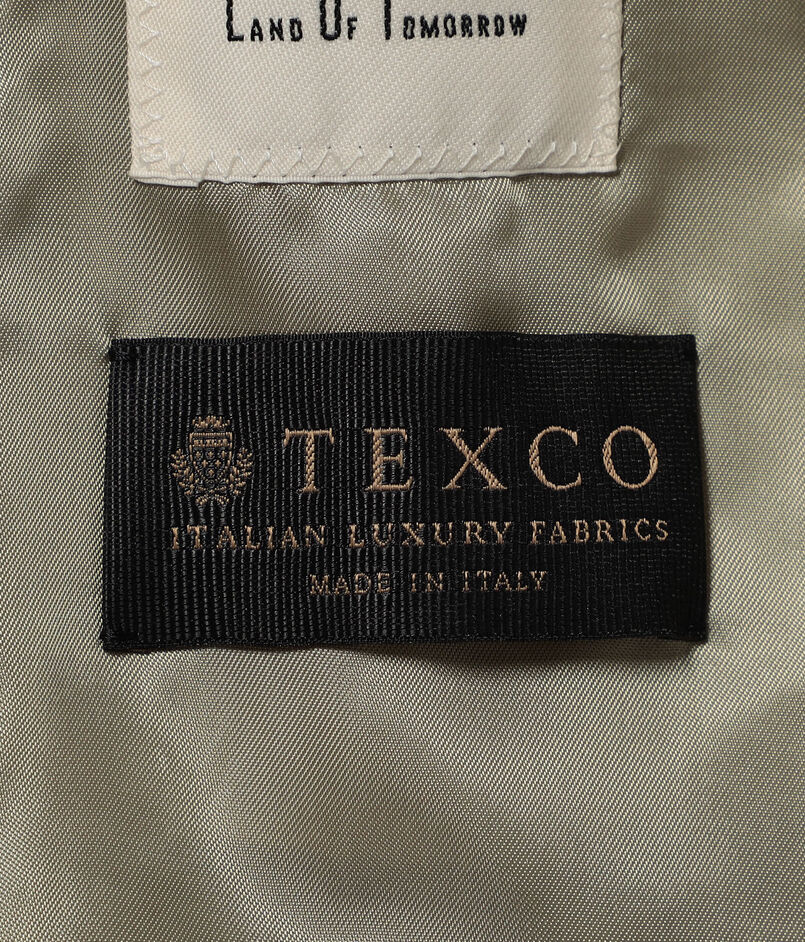 LAND OF TOMORROW
TEXCO
ITALIAN LUXURY FABRICS
MADE IN ITALY